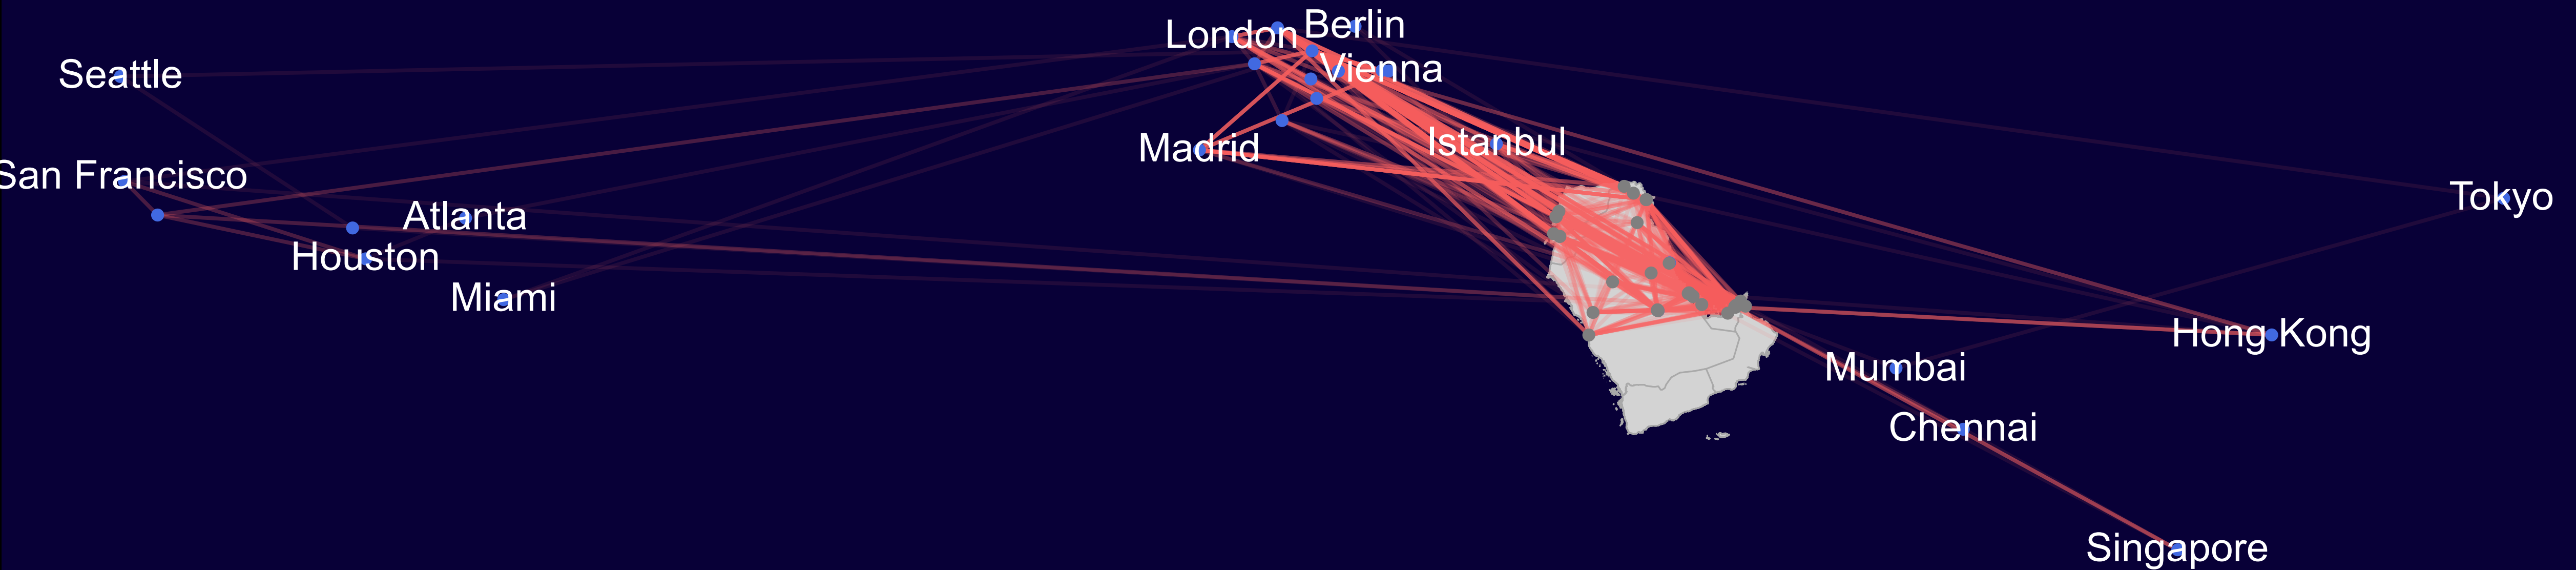 London
Berlin
Seattle
Vienna
Madrid
Istanbul
San Francisco
Tokyo
Atlanta
Houston
Miami
Hong Kong
Mumbai
Chennai
Singapore